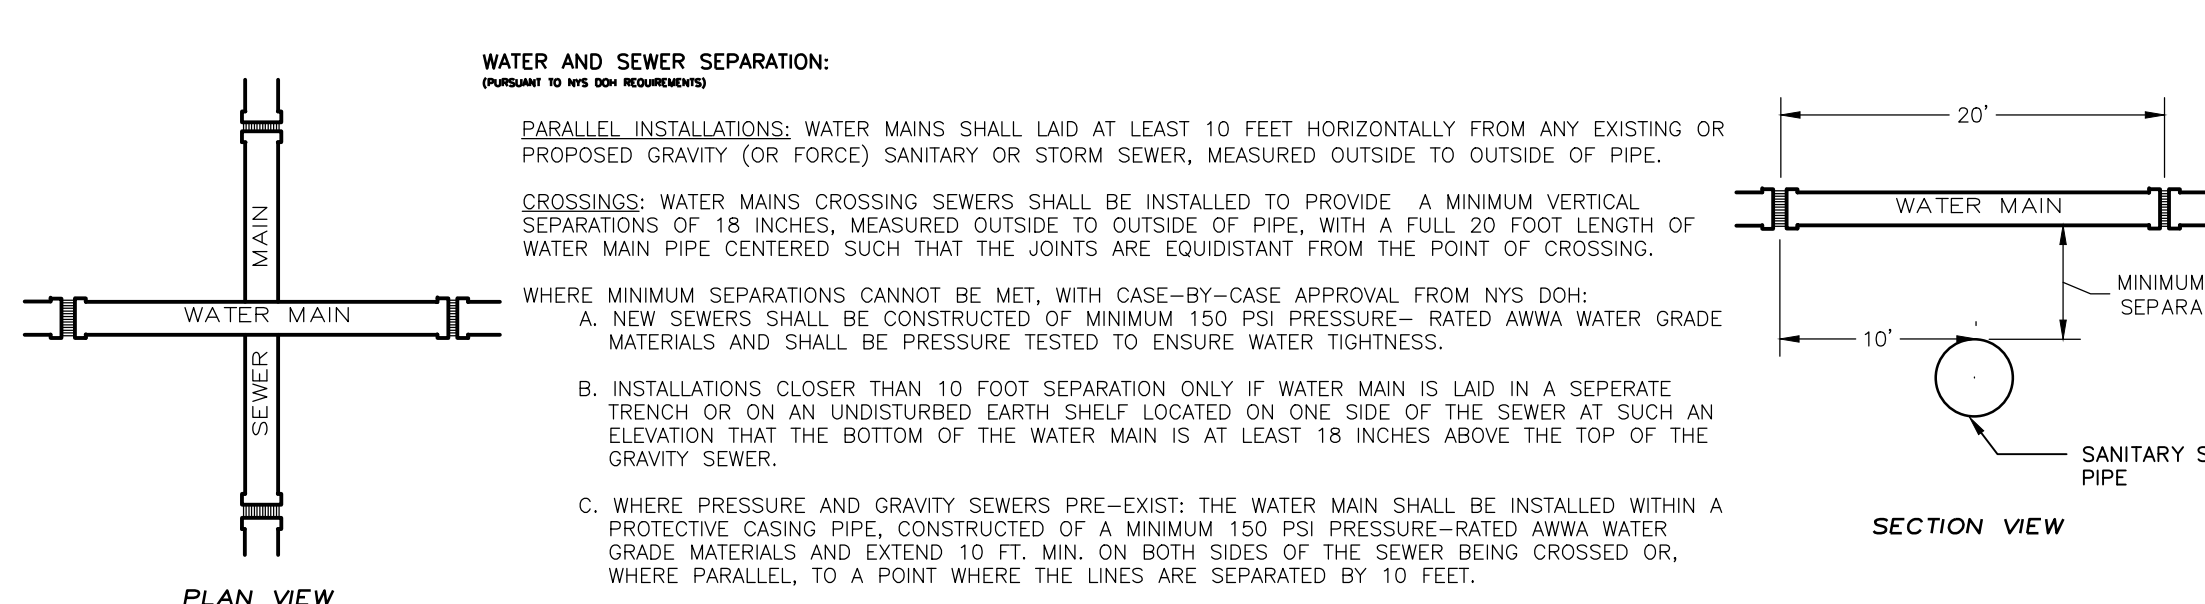 WATER AND SEWER SEPARATION:
(PURSUANT TO NYS DOH REQUIREMENTS)
PARALLEL INSTALLATIONS: WATER MAINS SHALL LAID AT LEAST 10 FEET HORIZONTALLY FROM ANY EXISTING OR
PROPOSED GRAVITY (OR FORCE) SANITARY OR STORM SEWER, MEASURED OUTSIDE TO OUTSIDE OF PIPE.
CROSSINGS: WATER MAINS CROSSING SEWERS SHALL BE INSTALLED TO PROVIDE A MINIMUM VERTICAL
SEPARATIONS OF 18 INCHES, MEASURED OUTSIDE TO OUTSIDE OF PIPE, WITH A FULL 20 FOOT LENGTH OF
WATER MAIN PIPE CENTERED SUCH THAT THE JOINTS ARE EQUIDISTANT FROM THE POINT OF CROSSING.
WHERE MINIMUM SEPARATIONS CANNOT BE MET, WITH CASE-BY-CASE APPROVAL FROM NYS DOH:
A. NEW SEWERS SHALL BE CONSTRUCTED OF MINIMUM 150 PSI PRESSURE- RATED AWWA WATER GRADE
MATERIALS AND SHALL BE PRESSURE TESTED TO ENSURE WATER TIGHTNESS.
B. INSTALLATIONS CLOSER THAN 10 FOOT SEPARATION ONLY IF WATER MAIN IS LAID IN A SEPERATE
TRENCH OR ON AN UNDISTURBED EARTH SHELF LOCATED ON ONE SIDE OF THE SEWER AT SUCH AN
ELEVATION THAT THE BOTTOM OF THE WATER MAIN IS AT LEAST 18 INCHES ABOVE THE TOP OF THE
GRAVITY SEWER.
C. WHERE PRESSURE AND GRAVITY SEWERS PRE-EXIST: THE WATER MAIN SHALL BE INSTALLED WITHIN A
PROTECTIVE CASING PIPE, CONSTRUCTED OF A MINIMUM 150 PSI PRESSURE-RATED AWWA WATER
GRADE MATERIALS AND EXTEND 10 FT. MIN. ON BOTH SIDES OF THE SEWER BEING CROSSED OR,
WHERE PARALLEL, TO A POINT WHERE THE LINES ARE SEPARATED BY 10 FEET.
SEWER MAIN
WATER MAIN
PLAN VIEW
20'
WATER MAIN
MINIMUM
SEPARA
10'
SANITARY S
PIPE
SECTION VIEW